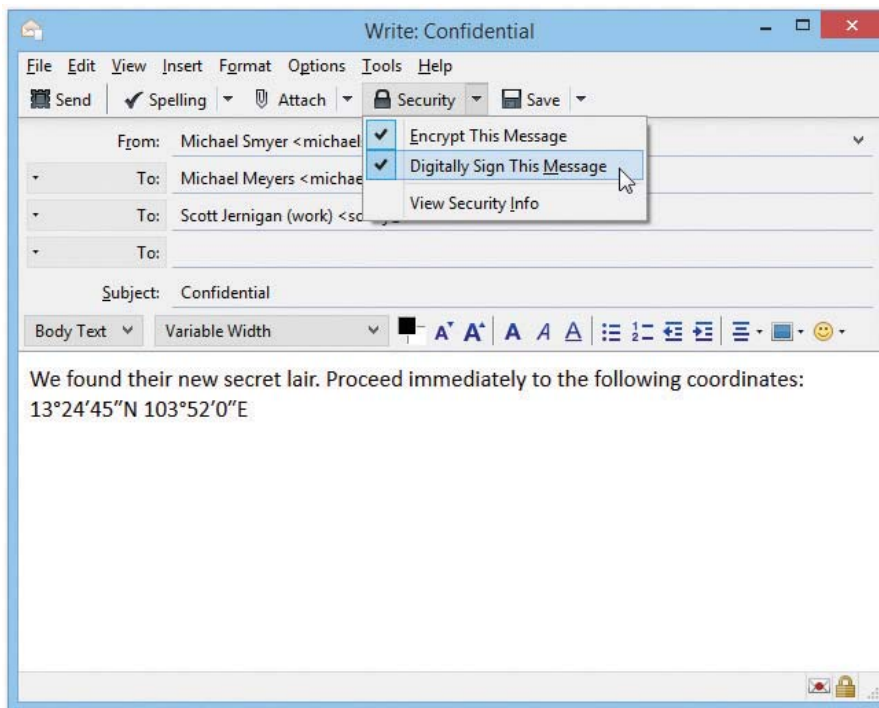 Write: Confidential
File Edit View Insert Format Options Tools Help
Send Spelling Attach Security Save
From: Michael Smyer <michael
Encrypt This Message
To: Michael Meyers <michae
Digitally Sign This Message
To: Scott Jernigan (work) <sc
View Security Info
To:
Subject: Confidential
Body Text Variable Width
We found their new secret lair. Proceed immediately to the following coordinates:
13°24′45″N 103°52′0″E